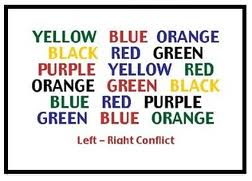 YELLOW BLUE ORANGE
BLACK RED GREEN
PURPLE YELLOW RED
ORANGE GREEN BLACK
BLUE RED PURPLE
GREEN BLUE ORANGE
Left – Right Conflict